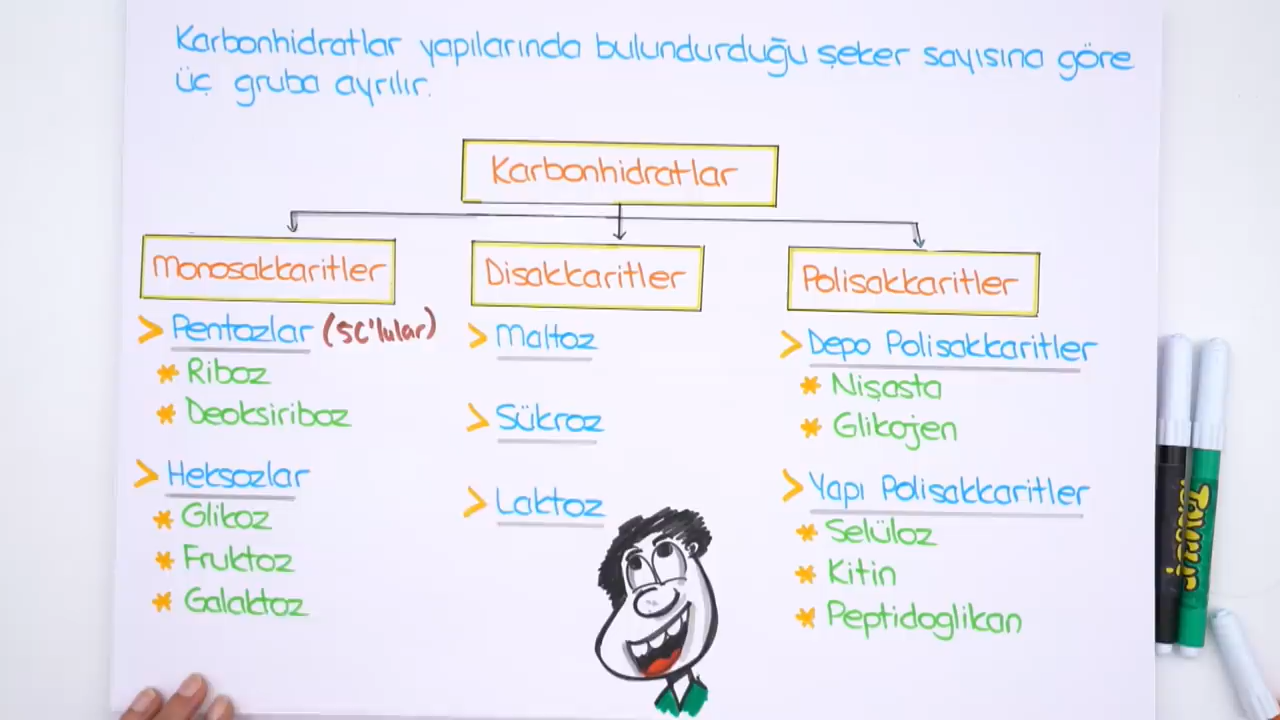 Karbonhidratlar yapılarında bulundurduğu şeker sayısına göre
üç gruba ayrılır.
Karbonhidratlar
Monosakkaritler
> Pentozlar (5C'lular)
* Riboz
* Deoksiriboz
> Heksozlar
* Glikoz
* Fruktoz
* Galaktoz
Disakkaritler
> Maltoz
> Sükroz
> Laktoz
Polisakkaritler
> Depo Polisakkaritler
* Nişasta
* Glikojen
> Yapı Polisakkaritler
* Selüloz
* Kitin
* Peptidoglikan